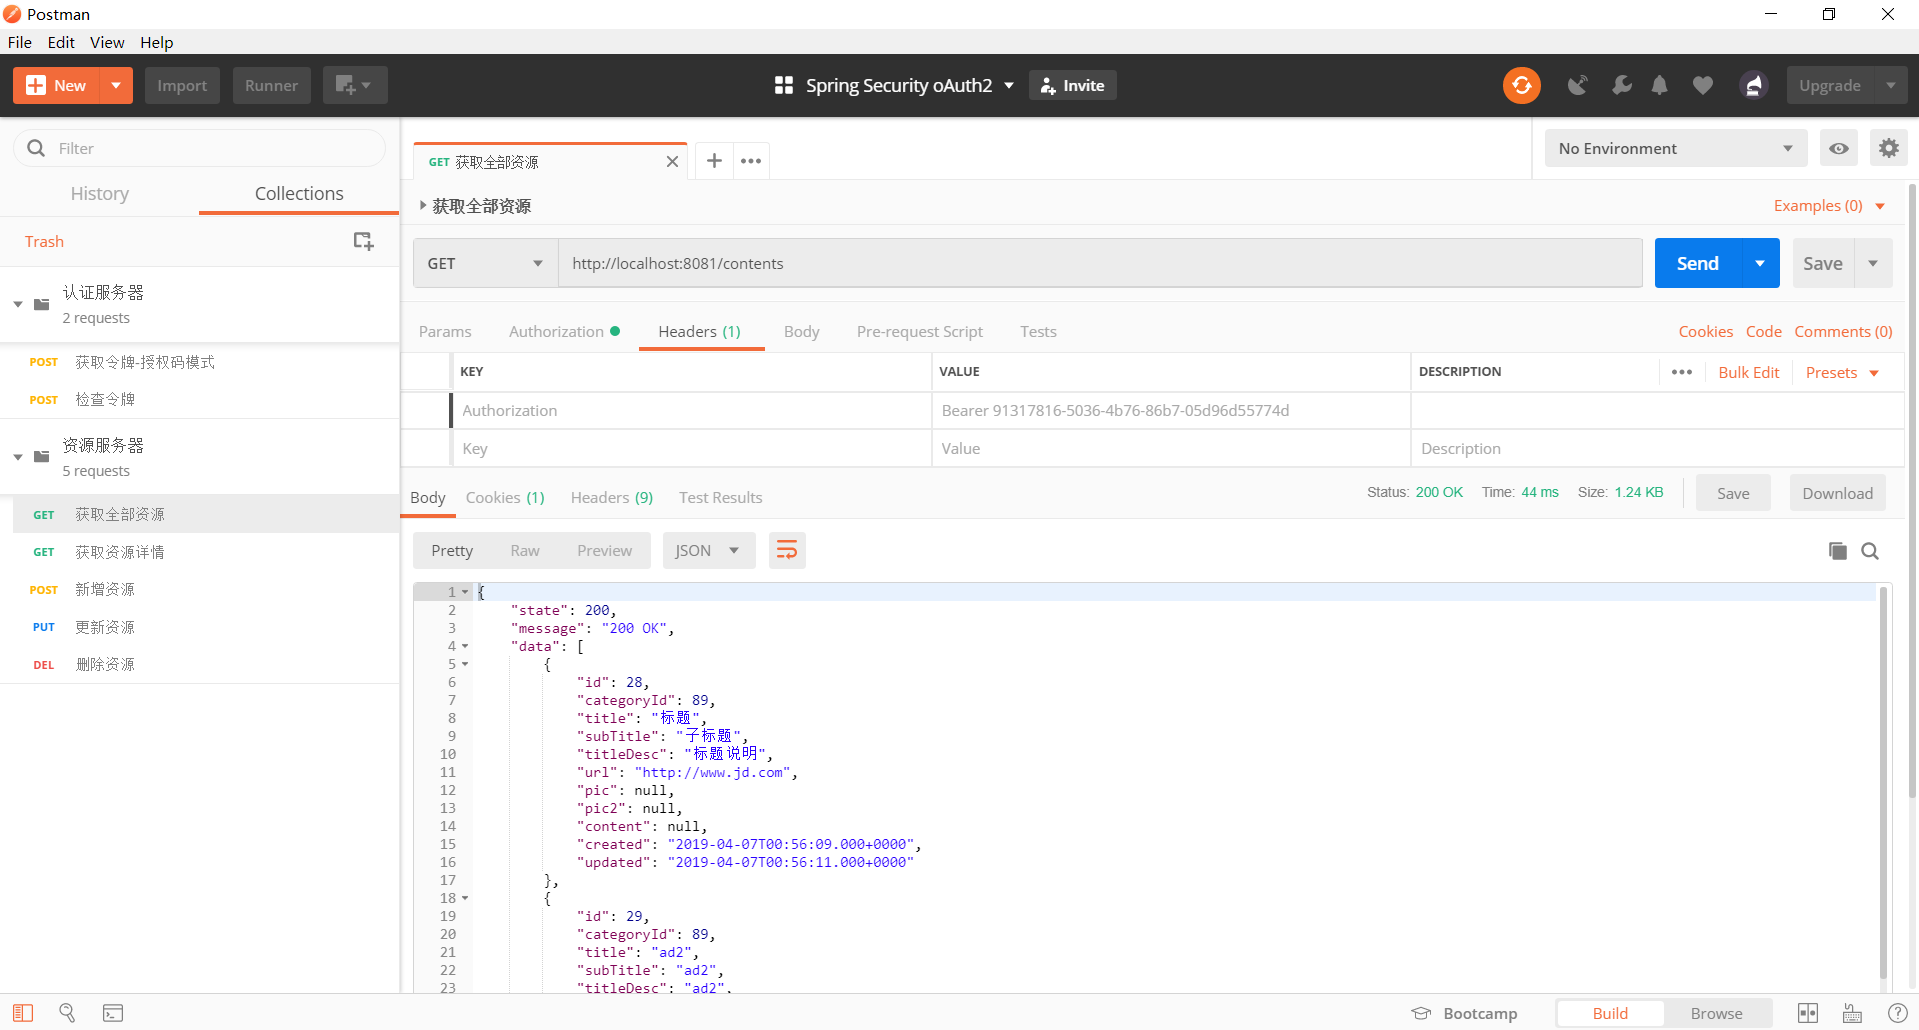 Postman
File Edit View Help
New Import Runner Spring Security oAuth2 Invite Upgrade
Filter
History Collections
Trash
认证服务器
2 requests
POST 获取令牌-授权码模式
POST 检查令牌
资源服务器
5 requests
GET 获取全部资源
GET 获取资源详情
POST 新增资源
PUT 更新资源
DEL 删除资源
GET 获取全部资源
No Environment
获取全部资源 Examples (0)
GET http://localhost:8081/contents Send Save
Params Authorization Headers (1) Body Pre-request Script Tests Cookies Code Comments (0)
KEY VALUE DESCRIPTION Bulk Edit Presets
Authorization Bearer 91317816-5036-4b76-86b7-05d96d55774d
Key Value Description
Body Cookies (1) Headers (9) Test Results Status: 200 OK Time: 44 ms Size: 1.24 KB Save Download
Pretty Raw Preview JSON
1 {
2 "state": 200,
3 "message": "200 OK",
4 "data": [
5 {
6 "id": 28,
7 "categoryId": 89,
8 "title": "标题",
9 "subTitle": "子标题",
10 "titleDesc": "标题说明",
11 "url": "http://www.jd.com",
12 "pic": null,
13 "pic2": null,
14 "content": null,
15 "created": "2019-04-07T00:56:09.000+0000",
16 "updated": "2019-04-07T00:56:11.000+0000"
17 },
18 {
19 "id": 29,
20 "categoryId": 89,
21 "title": "ad2",
22 "subTitle": "ad2",
23 "titleDesc": "ad2",
Bootcamp Build Browse